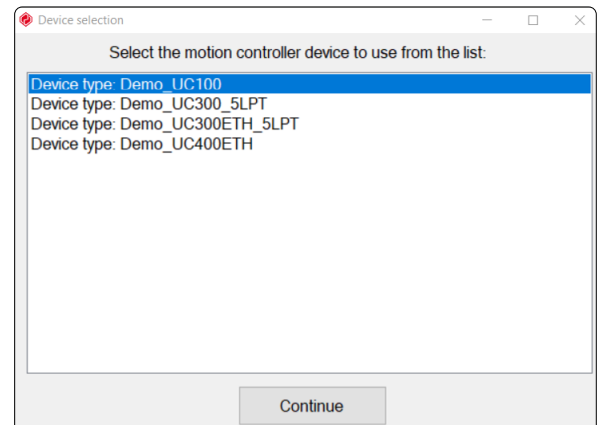 Device selection
Select the motion controller device to use from the list:
Device type: Demo_UC100
Device type: Demo_UC300_5LPT
Device type: Demo_UC300ETH_5LPT
Device type: Demo_UC400ETH
Continue